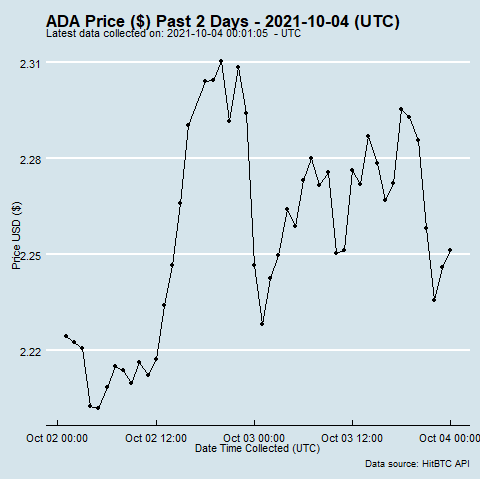 ADA Price ($) Past 2 Days - 2021-10-04 (UTC)
Latest data collected on: 2021-10-04 00:01:05 - UTC
2.31
2.28
2.25
2.22
Price USD ($)
Oct 02 00:00 Oct 02 12:00 Oct 03 00:00 Oct 03 12:00 Oct 04 00:00
Date Time Collected (UTC)
Data source: HitBTC API